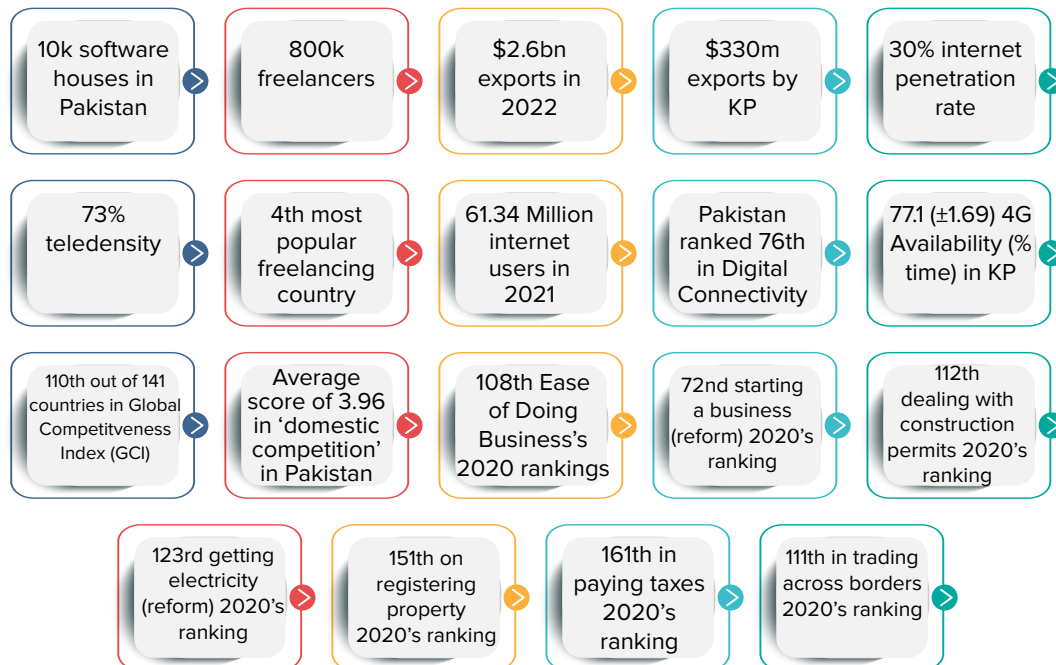 10k software
houses in
Pakistan
800k
freelancers
$2.6bn
exports in
2022
$330m
exports by
KP
30% internet
penetration
rate
73%
teledensity
4th most
popular
freelancing
country
61.34 Million
internet
users in
2021
Pakistan
ranked 76th
in Digital
Connectivity
77.1 (±1.69) 4G
Availability (%
time) in KP
110th out of 141
countries in Global
Competitveness
Index (GCI)
Average
score of 3.96
in ‘domestic
competition’
in Pakistan
108th Ease
of Doing
Business’s
2020 rankings
72nd starting
a business
(reform) 2020’s
ranking
112th
dealing with
construction
permits 2020’s
ranking
123rd getting
electricity
(reform) 2020’s
ranking
151th on
registering
property
2020’s ranking
161th in
paying taxes
2020’s
ranking
111th in trading
across borders
2020’s ranking